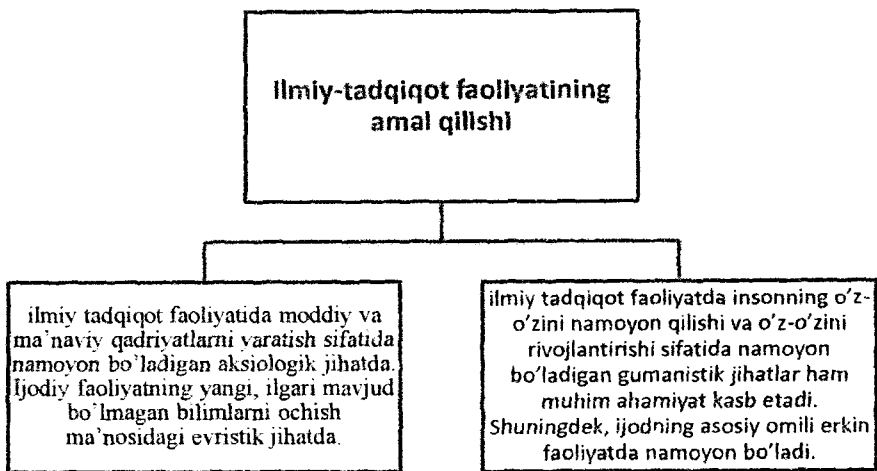 Ilmiy-tadqiqot faoliyatining
amal qilishi
ilmiy tadqiqot faoliyatida moddiy va
ma'naviy qadriyatlarni yaratish sifatida
namoyon bo'ladigan aksiologik jihatda.
Ijodiy faoliyatning yangi, ilgari mavjud
bo'lmagan bilimlarni ochish
ma'nosidagi evristik jihatda.
ilmiy tadqiqot faoliyatda insonning o'z-
o'zini namoyon qilishi va o'z-o'zini
rivojlantirishi sifatida namoyon
bo'ladigan gumanistik jihatlar ham
muhim ahamiyat kasb etadi.
Shuningdek, ijodning asosiy omili erkin
faoliyatda namoyon bo'ladi.